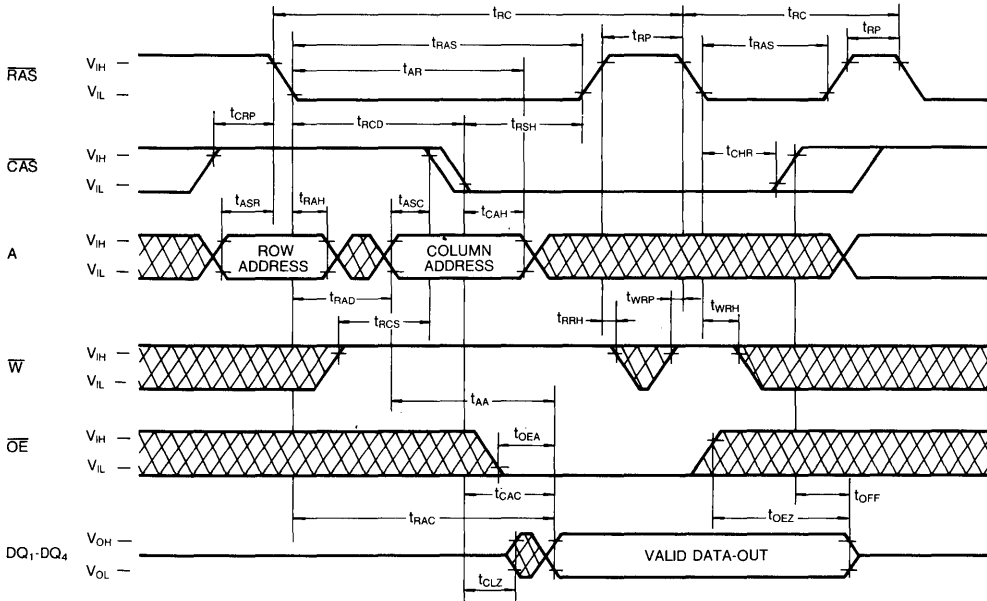 tRC tRC
tRP tRP
tRAS tRAS
tAR
RAS VIH
VIL
tCRP tRCD tRSH
tCHR
CAS VIH
VIL
tASR tRAH tASC tCAH
A VIH
VIL
ROW ADDRESS COLUMN ADDRESS
tRAD tRCS tRRH tWRP tWRH
W VIH
VIL
tAA
OE VIH
VIL
tOEA
tCAC tOFF
tRAC tOEZ
DQ1-DQ4 VOH
VOL
VALID DATA-OUT
tCLZ